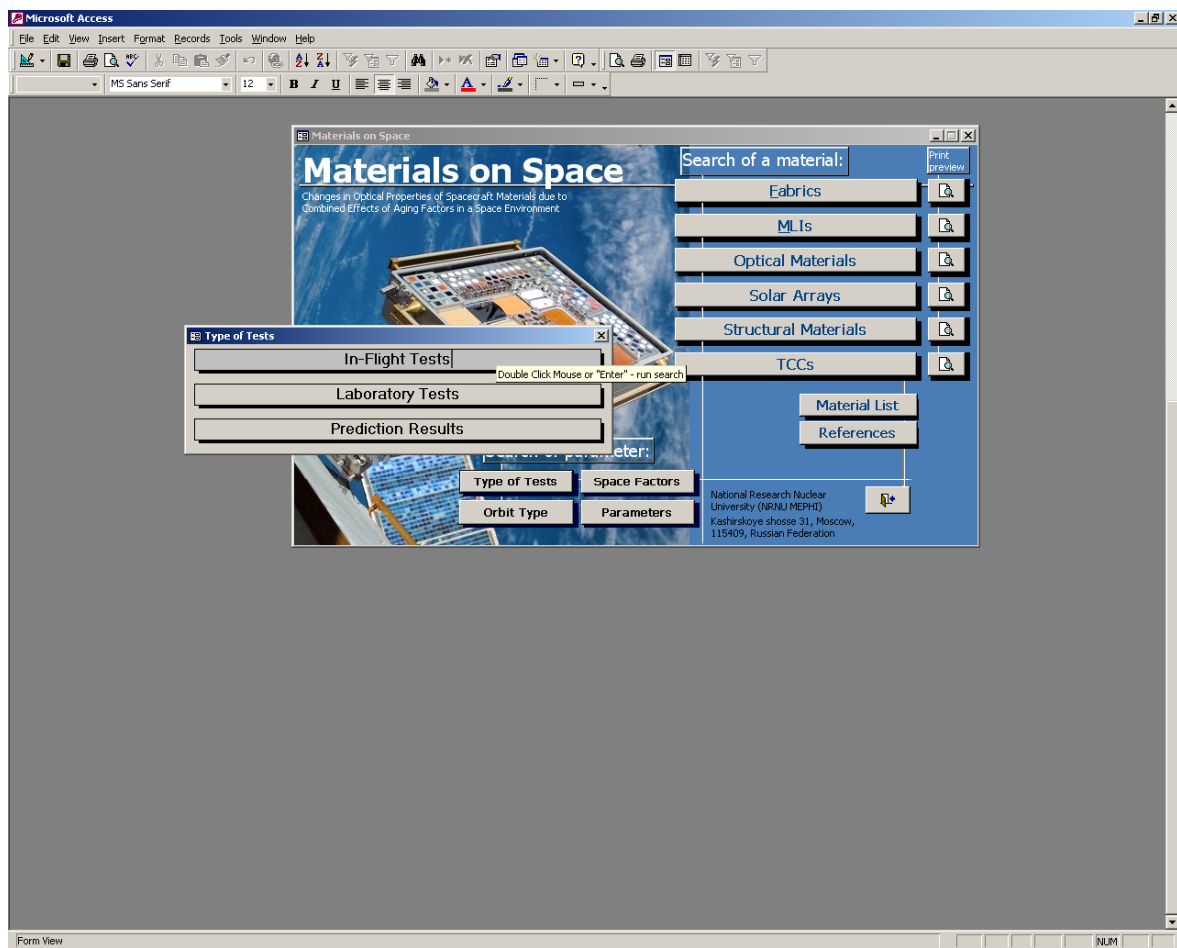 Microsoft Access
File Edit View Insert Format Records Tools Window Help
MS Sans Serif 12 B I U
Materials on Space
Materials on Space
Changes in Optical Properties of Spacecraft Materials due to
Combined Effects of Aging Factors in a Space Environment
Search of a material:
Print
preview
Fabrics
MLIs
Optical Materials
Solar Arrays
Structural Materials
TCCs
Material List
References
Type of Tests
In-Flight Tests
Double Click Mouse or "Enter" - run search
Laboratory Tests
Prediction Results
Type of Tests
Space Factors
Orbit Type
Parameters
National Research Nuclear
University (NRNU MEPHI)
Kashirskoye shosse 31, Moscow,
115409, Russian Federation
Form View
NUM